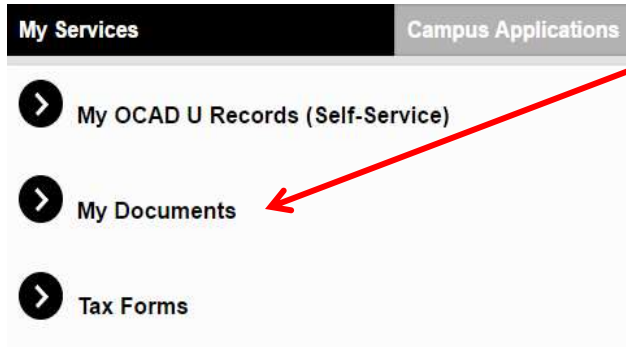 My Services
Campus Applications
My OCAD U Records (Self-Service)
My Documents
Tax Forms